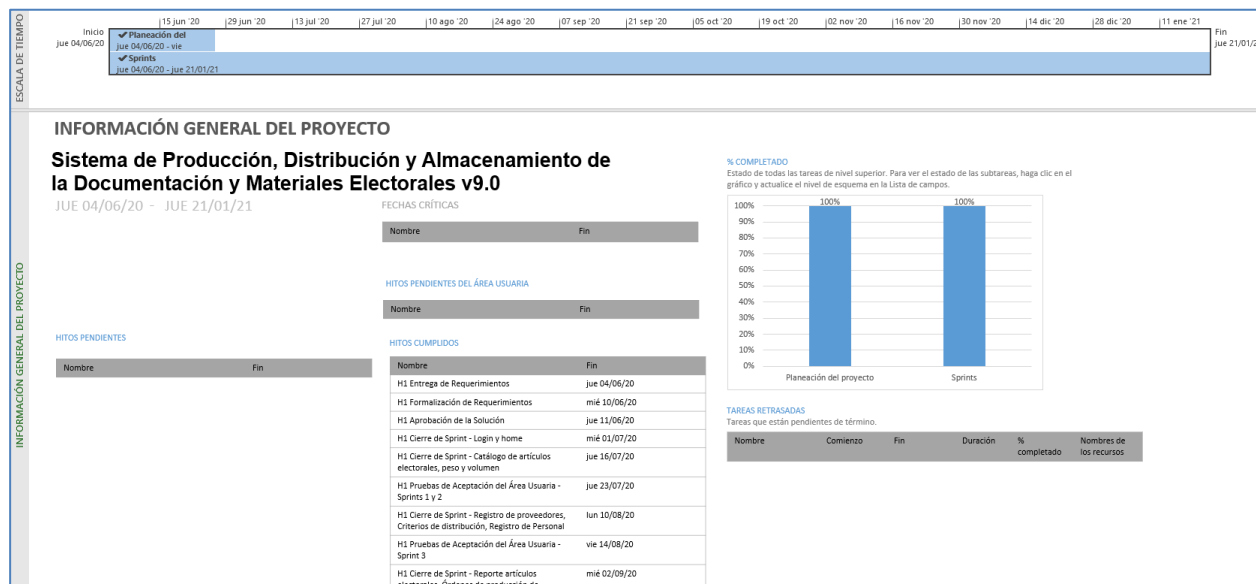 ESCALA DE TIEMPO
15 jun '20 29 jun '20 13 jul '20 27 jul '20 10 ago '20 24 ago '20 07 sep '20 21 sep '20 05 oct '20 19 oct '20 02 nov '20 16 nov '20 30 nov '20 14 dic '20 28 dic '20 11 ene '21
Inicio
jue 04/06/20
✔Planeación del
jue 04/06/20 - vie
✔Sprints
jue 04/06/20 - jue 21/01/21
Fin
jue 21/01/2
INFORMACIÓN GENERAL DEL PROYECTO
INFORMACIÓN GENERAL DEL PROYECTO
Sistema de Producción, Distribución y Almacenamiento de
la Documentación y Materiales Electorales v9.0
JUE 04/06/20 - JUE 21/01/21
HITOS PENDIENTES
Nombre Fin
FECHAS CRÍTICAS
Nombre Fin
HITOS PENDIENTES DEL ÁREA USUARIA
Nombre Fin
HITOS CUMPLIDOS
Nombre Fin
H1 Entrega de Requerimientos jue 04/06/20
H1 Formalización de Requerimientos mié 10/06/20
H1 Aprobación de la Solución jue 11/06/20
H1 Cierre de Sprint - Login y home mié 01/07/20
H1 Cierre de Sprint - Catálogo de artículos jue 16/07/20
electorales, peso y volumen
H1 Pruebas de Aceptación del Área Usuaria - jue 23/07/20
Sprints 1 y 2
H1 Cierre de Sprint - Registro de proveedores, lun 10/08/20
Criterios de distribución, Registro de Personal
H1 Pruebas de Aceptación del Área Usuaria - vie 14/08/20
Sprint 3
H1 Cierre de Sprint - Reporte artículos mié 02/09/20
electorales, Órdenes de producción de
% COMPLETADO
Estado de todas las tareas de nivel superior. Para ver el estado de las subtareas, haga clic en el
gráfico y actualice el nivel de esquema en la Lista de campos.
100% 100%
100%
90%
80%
70%
60%
50%
40%
30%
20%
10%
0%
Planeación del proyecto Sprints
TAREAS RETRASADAS
Tareas que están pendientes de término.
Nombre Comienzo Fin Duración % Nombres de
completado los recursos